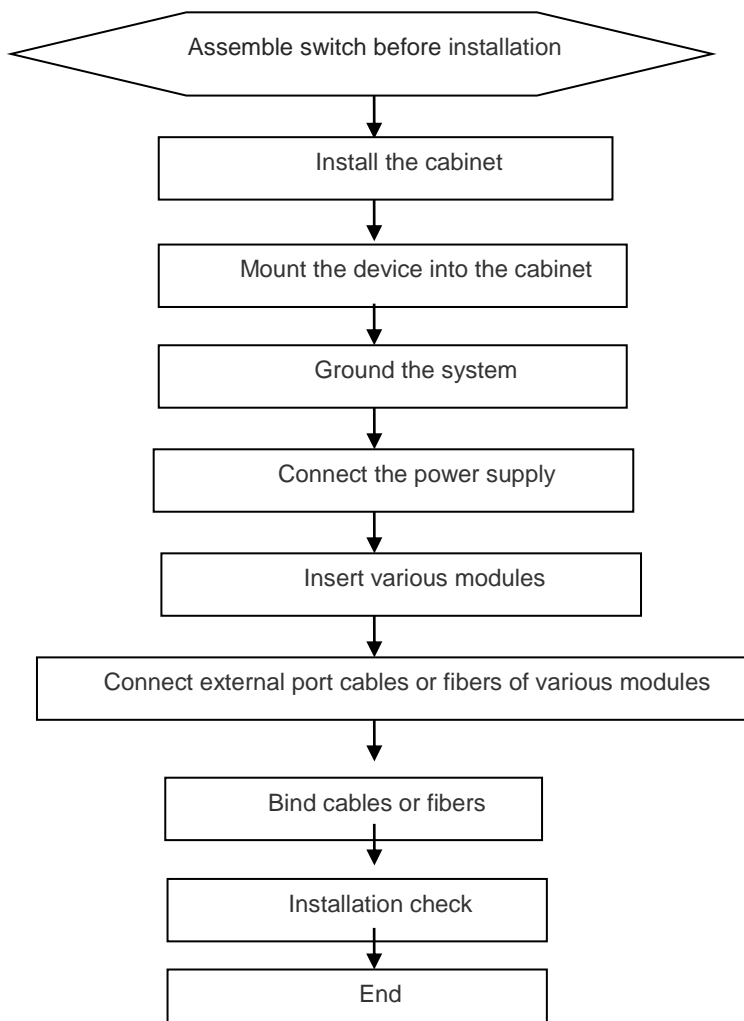 Assemble switch before installation
Install the cabinet
Mount the device into the cabinet
Ground the system
Connect the power supply
Insert various modules
Connect external port cables or fibers of various modules
Bind cables or fibers
Installation check
End